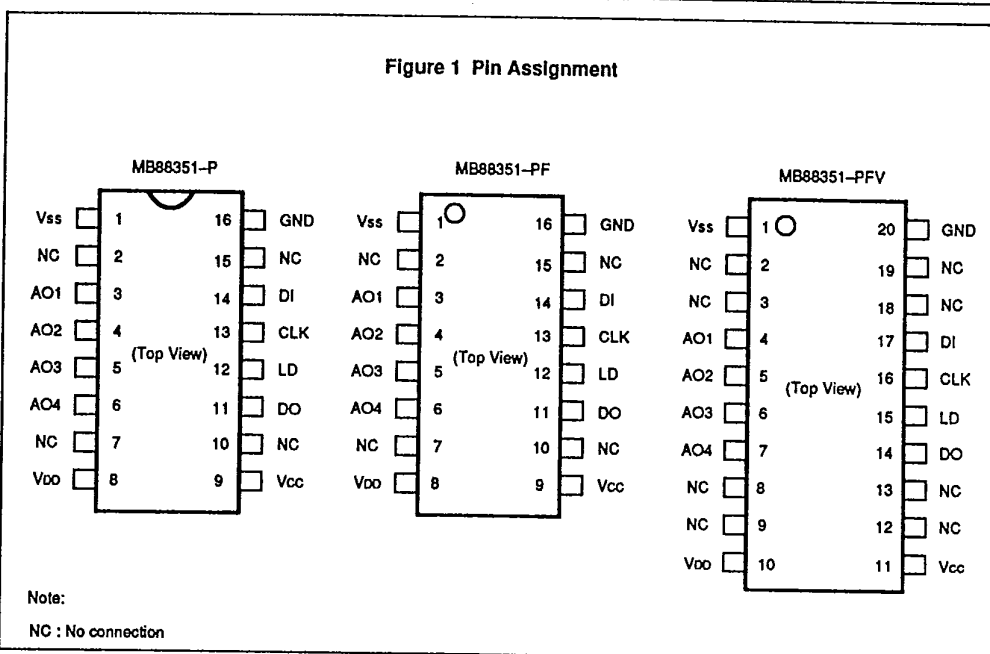 Figure 1 Pin Assignment
MB88351–P
Vss 1 16 GND
NC 2 15 NC
AO1 3 14 DI
AO2 4 13 CLK
(Top View)
AO3 5 12 LD
AO4 6 11 DO
NC 7 10 NC
VDD 8 9 Vcc
MB88351–PF
Vss 1 16 GND
NC 2 15 NC
AO1 3 14 DI
AO2 4 13 CLK
(Top View)
AO3 5 12 LD
AO4 6 11 DO
NC 7 10 NC
VDD 8 9 Vcc
MB88351–PFV
Vss 1 20 GND
NC 2 19 NC
NC 3 18 NC
AO1 4 17 DI
AO2 5 16 CLK
(Top View)
AO3 6 15 LD
AO4 7 14 DO
NC 8 13 NC
NC 9 12 NC
VDD 10 11 Vcc
Note:
NC : No connection